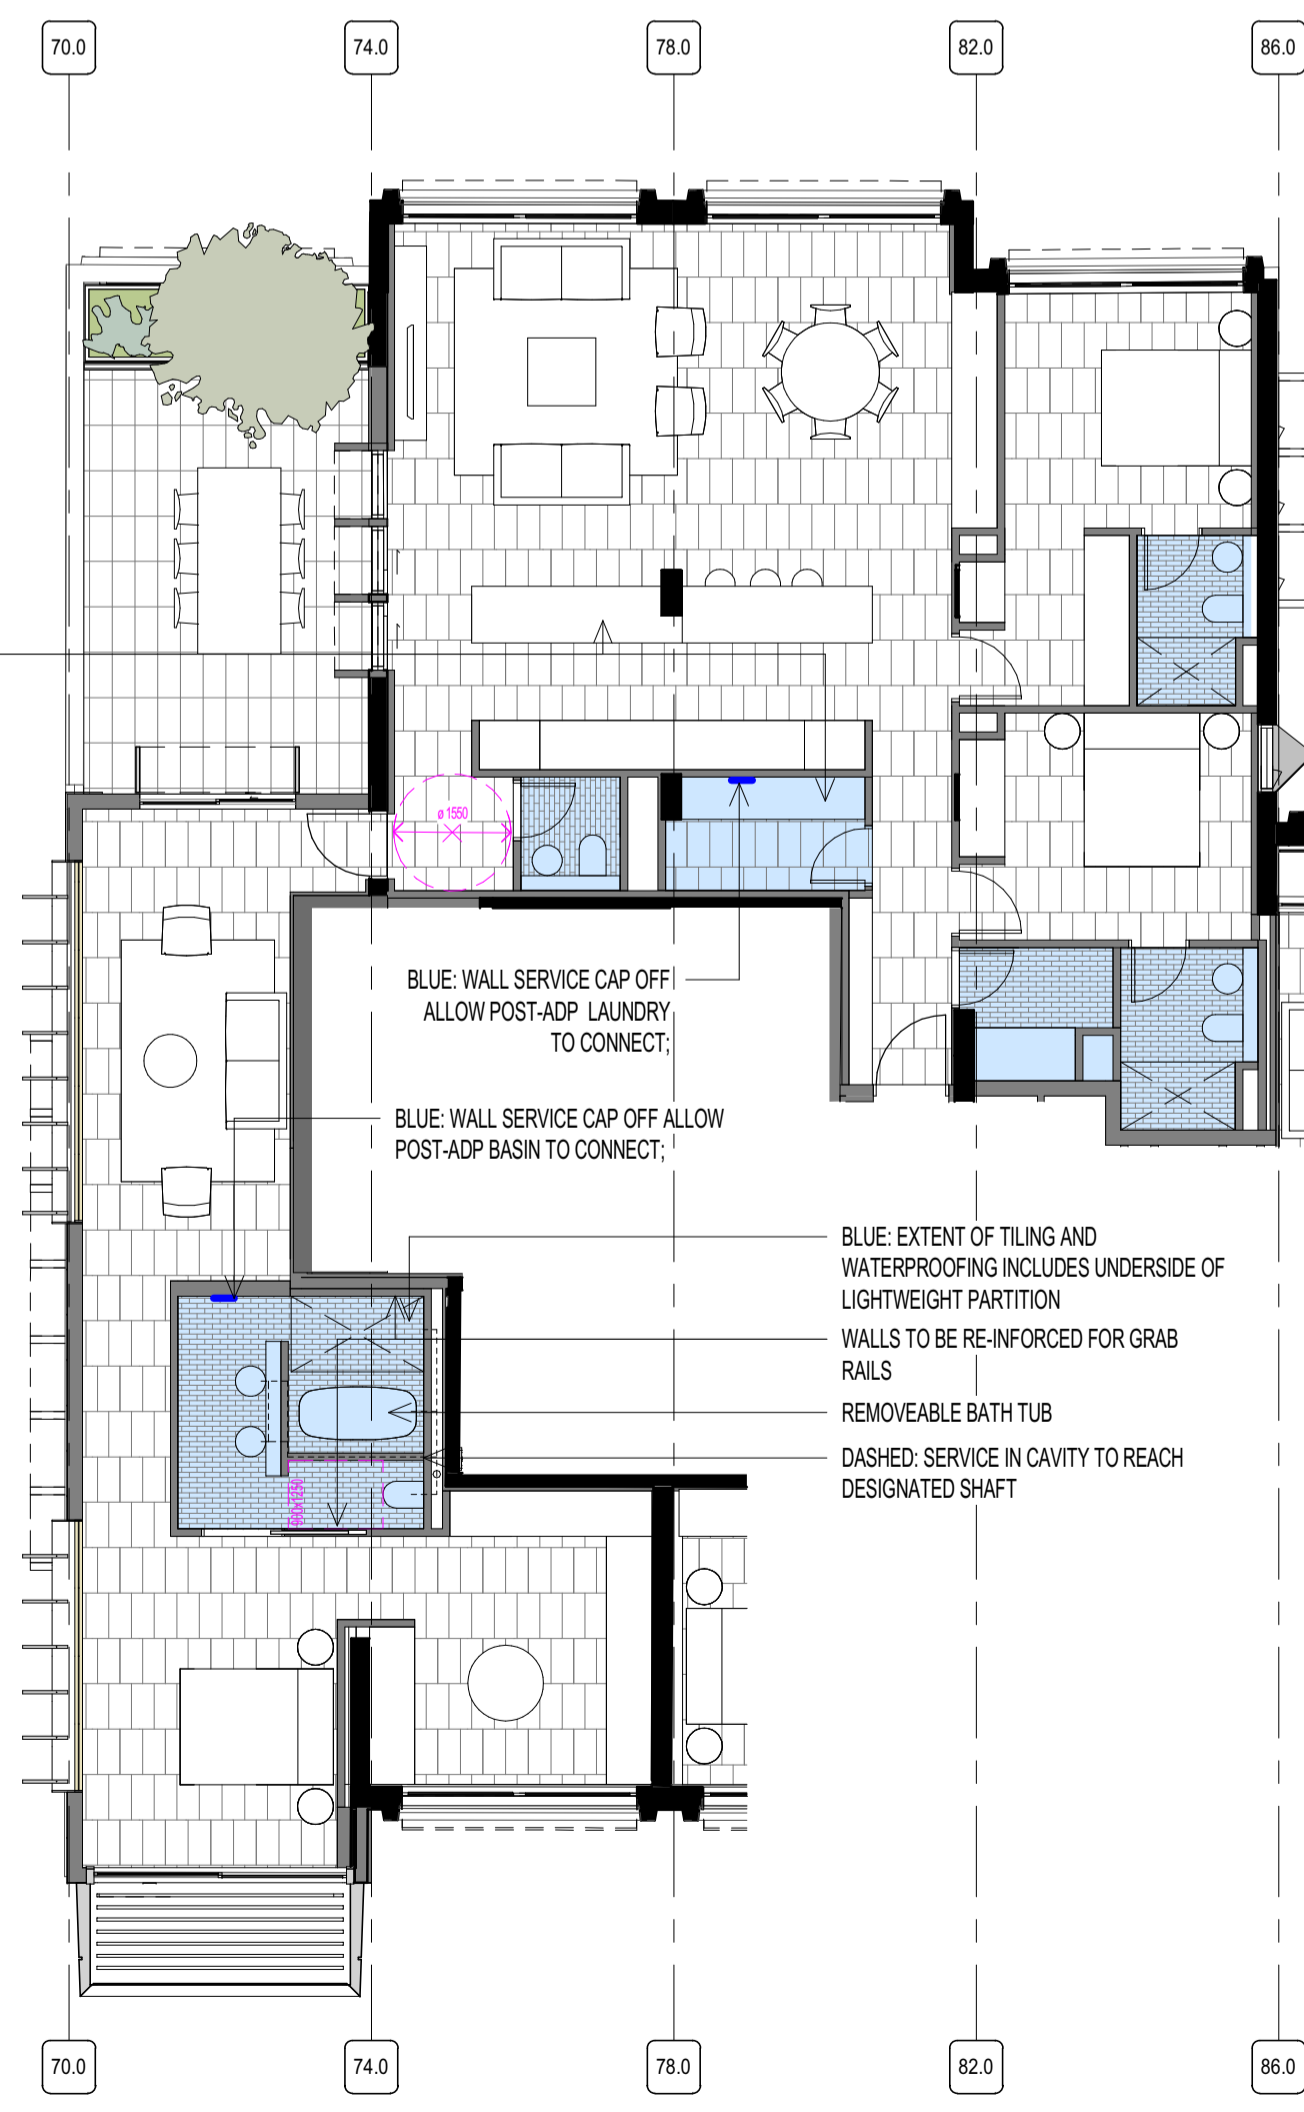 70.0
74.0
78.0
82.0
86.0
ø 1550
BLUE: WALL SERVICE CAP OFF
ALLOW POST-ADP LAUNDRY
TO CONNECT;
BLUE: WALL SERVICE CAP OFF ALLOW
POST-ADP BASIN TO CONNECT;
BLUE: EXTENT OF TILING AND
WATERPROOFING INCLUDES UNDERSIDE OF
LIGHTWEIGHT PARTITION
WALLS TO BE RE-INFORCED FOR GRAB
RAILS
REMOVEABLE BATH TUB
DASHED: SERVICE IN CAVITY TO REACH
DESIGNATED SHAFT
900x1250
70.0
74.0
78.0
82.0
86.0